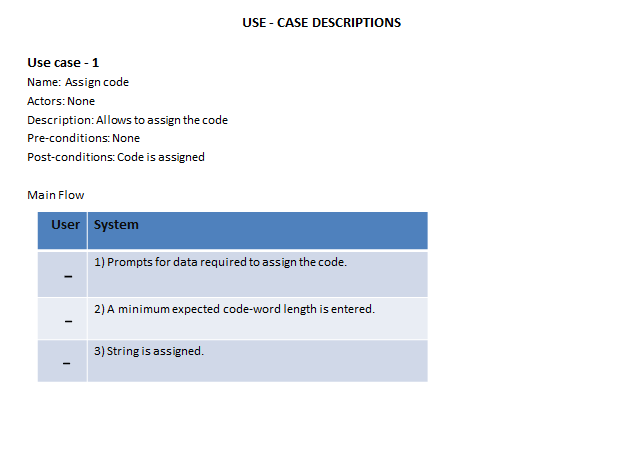 USE - CASE DESCRIPTIONS
Use case - 1
Name: Assign code
Actors: None
Description: Allows to assign the code
Pre-conditions: None
Post-conditions: Code is assigned
Main Flow
User System
– 1) Prompts for data required to assign the code.
– 2) A minimum expected code-word length is entered.
– 3) String is assigned.